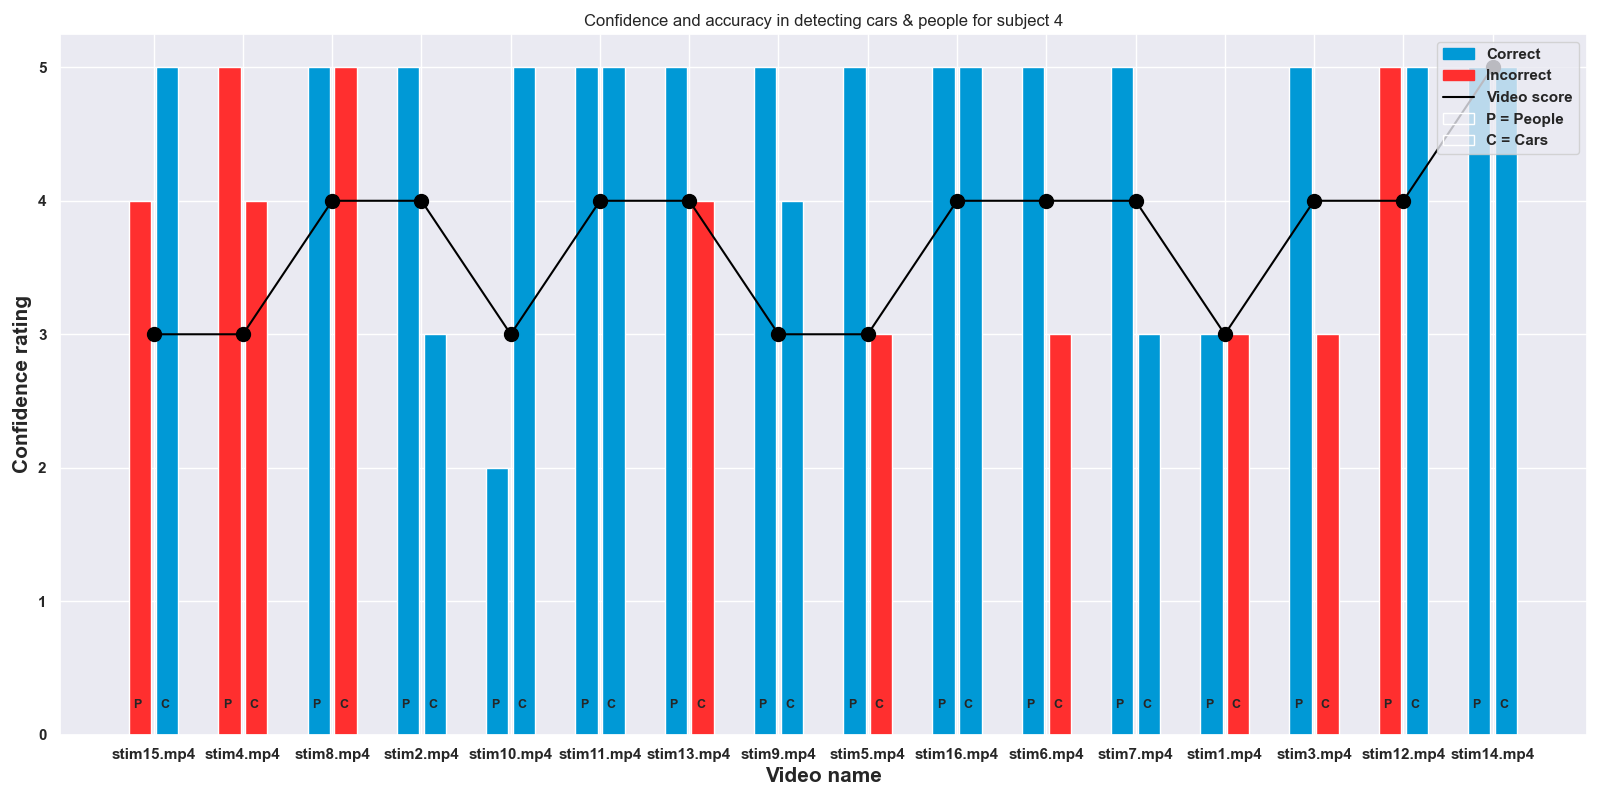 Confidence and accuracy in detecting cars & people for subject 4
Correct
Incorrect
Video score
P = People
C = Cars
Confidence rating
5
4
3
2
1
0
P C P C P C P C P C P C P C P C P C P C P C P C P C P C P C P C
stim15.mp4 stim4.mp4 stim8.mp4 stim2.mp4 stim10.mp4 stim11.mp4 stim13.mp4 stim9.mp4 stim5.mp4 stim16.mp4 stim6.mp4 stim7.mp4 stim1.mp4 stim3.mp4 stim12.mp4 stim14.mp4
Video name